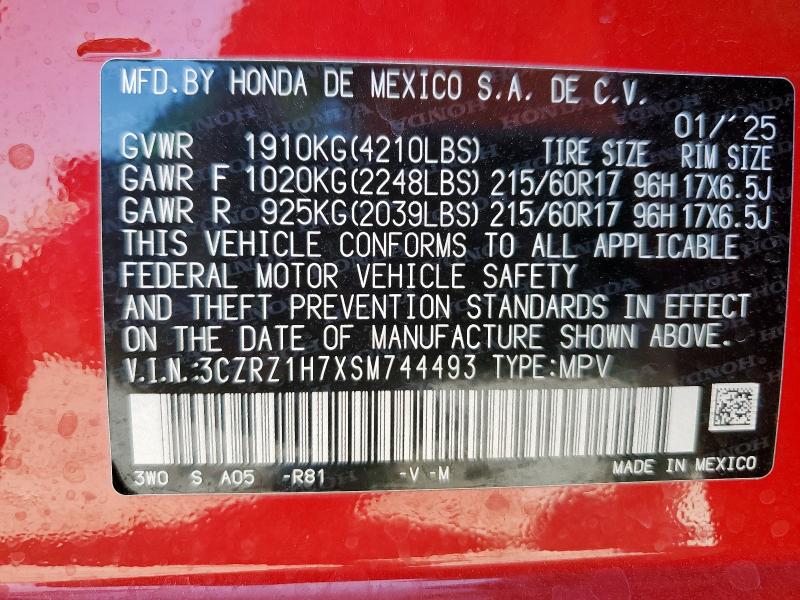 MFD.BY HONDA DE MEXICO S.A. DE C.V.
01/'25
GVWR 1910KG(4210LBS) TIRE SIZE RIM SIZE
GAWR F 1020KG(2248LBS) 215/60R17 96H 17X6.5J
GAWR R 925KG(2039LBS) 215/60R17 96H 17X6.5J
THIS VEHICLE CONFORMS TO ALL APPLICABLE
FEDERAL MOTOR VEHICLE SAFETY
AND THEFT PREVENTION STANDARDS IN EFFECT
ON THE DATE OF MANUFACTURE SHOWN ABOVE.
V.I.N.:3CZRZ1H7XSM744493 TYPE:MPV
3W0 S A05 -R81 -V -M MADE IN MEXICO